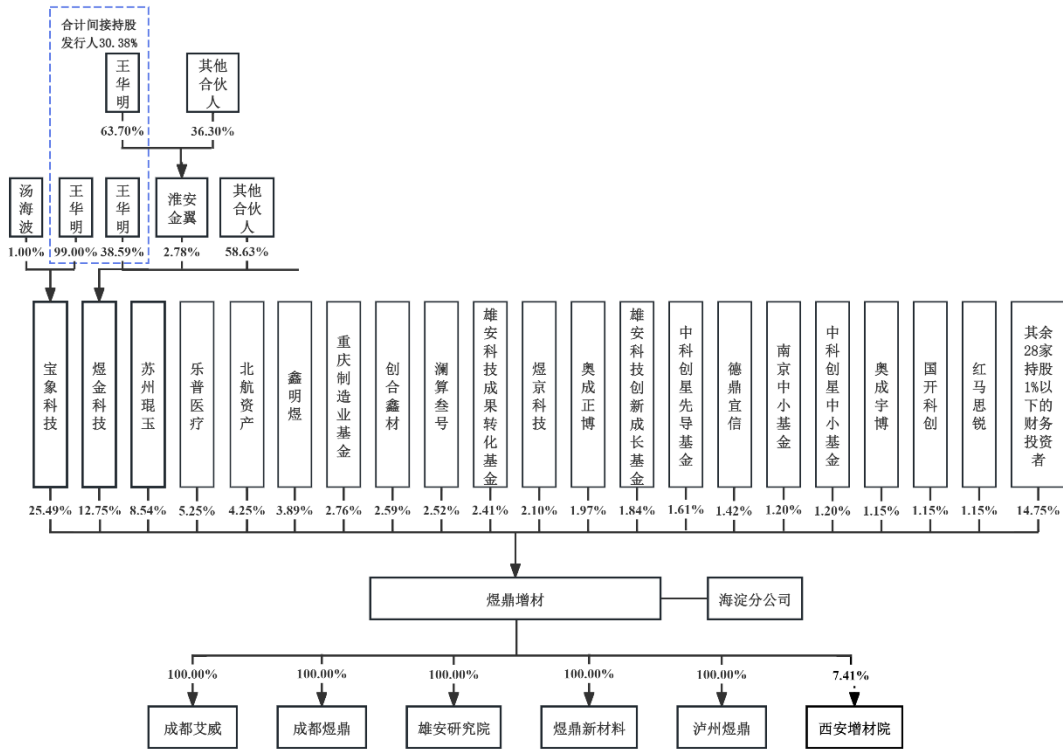 合计间接持股
发行人30.38%
王华明
其他合伙人
63.70%
36.30%
汤海波
王华明
王华明
淮安金翼
其他合伙人
1.00%
99.00%
38.59%
2.78%
58.63%
宝象科技
煜金科技
苏州琨玉
乐普医疗
北航资产
鑫明煜
重庆制造业基金
创合鑫材
澜算叁号
雄安科技成果转化基金
煜京科技
奥成正博
雄安科技创新成长基金
中科创星先导基金
德鼎宜信
南京中小基金
中科创星中小基金
奥成宇博
国开科创
红马思锐
其余28家持股1%以下的财务投资者
25.49%
12.75%
8.54%
5.25%
4.25%
3.89%
2.76%
2.59%
2.52%
2.41%
2.10%
1.97%
1.84%
1.61%
1.42%
1.20%
1.20%
1.15%
1.15%
1.15%
14.75%
煜鼎增材
海淀分公司
100.00%
100.00%
100.00%
100.00%
100.00%
7.41%
成都艾威
成都煜鼎
雄安研究院
煜鼎新材料
泸州煜鼎
西安增材院